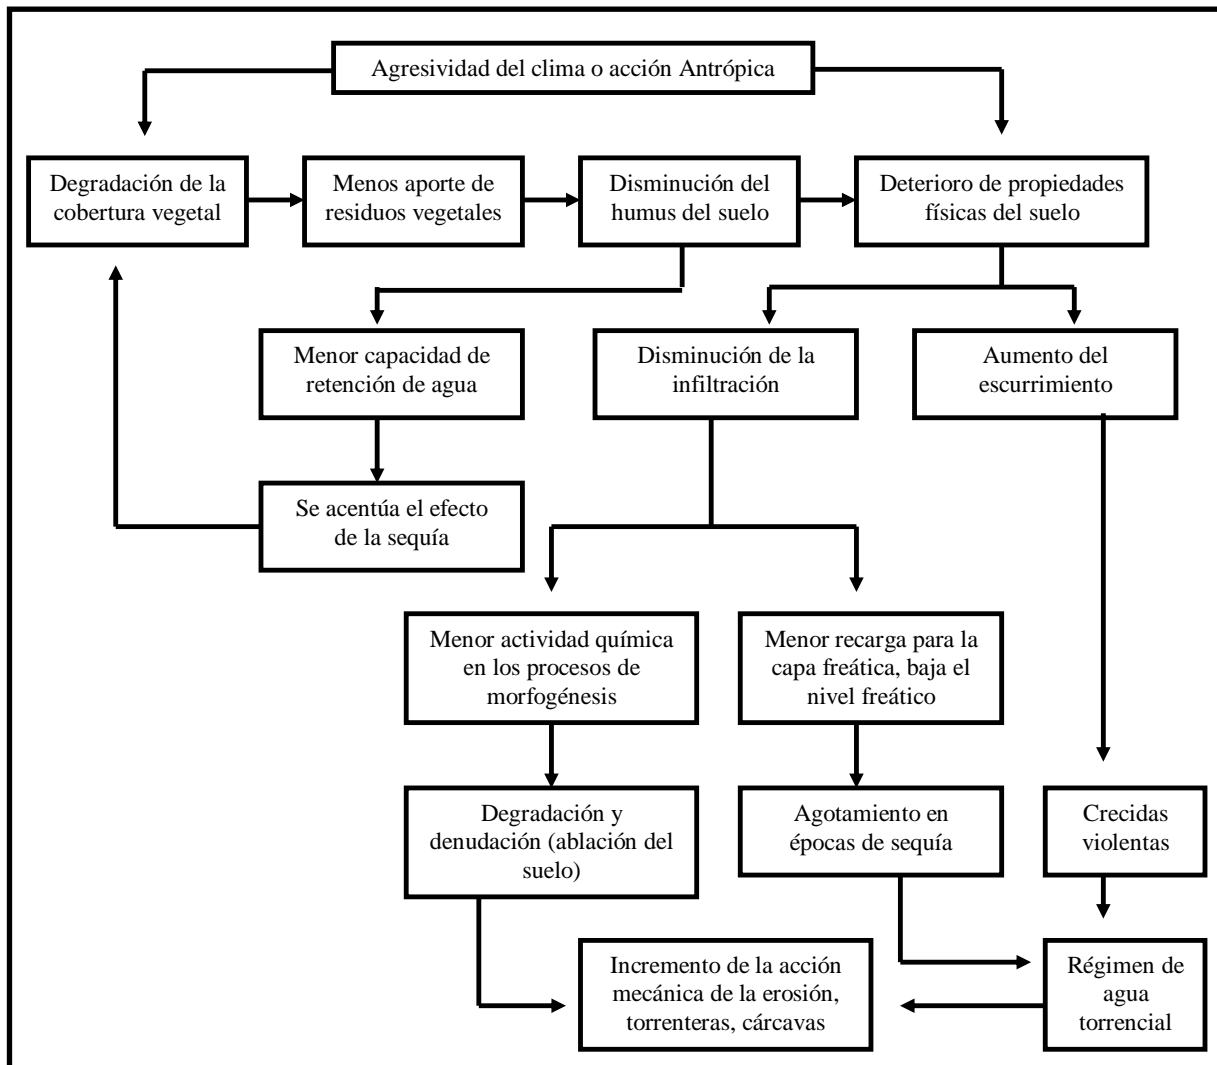 Agresividad del clima o acción Antrópica
Degradación de la
cobertura vegetal
Menos aporte de
residuos vegetales
Disminución del
humus del suelo
Deterioro de propiedades
físicas del suelo
Menor capacidad de
retención de agua
Disminución de la
infiltración
Aumento del
escurrimiento
Se acentúa el efecto
de la sequía
Menor actividad química
en los procesos de
morfogénesis
Menor recarga para la
capa freática, baja el
nivel freático
Degradación y
denudación (ablación del
suelo)
Agotamiento en
épocas de sequía
Crecidas
violentas
Incremento de la acción
mecánica de la erosión,
torrenteras, cárcavas
Régimen de
agua
torrencial